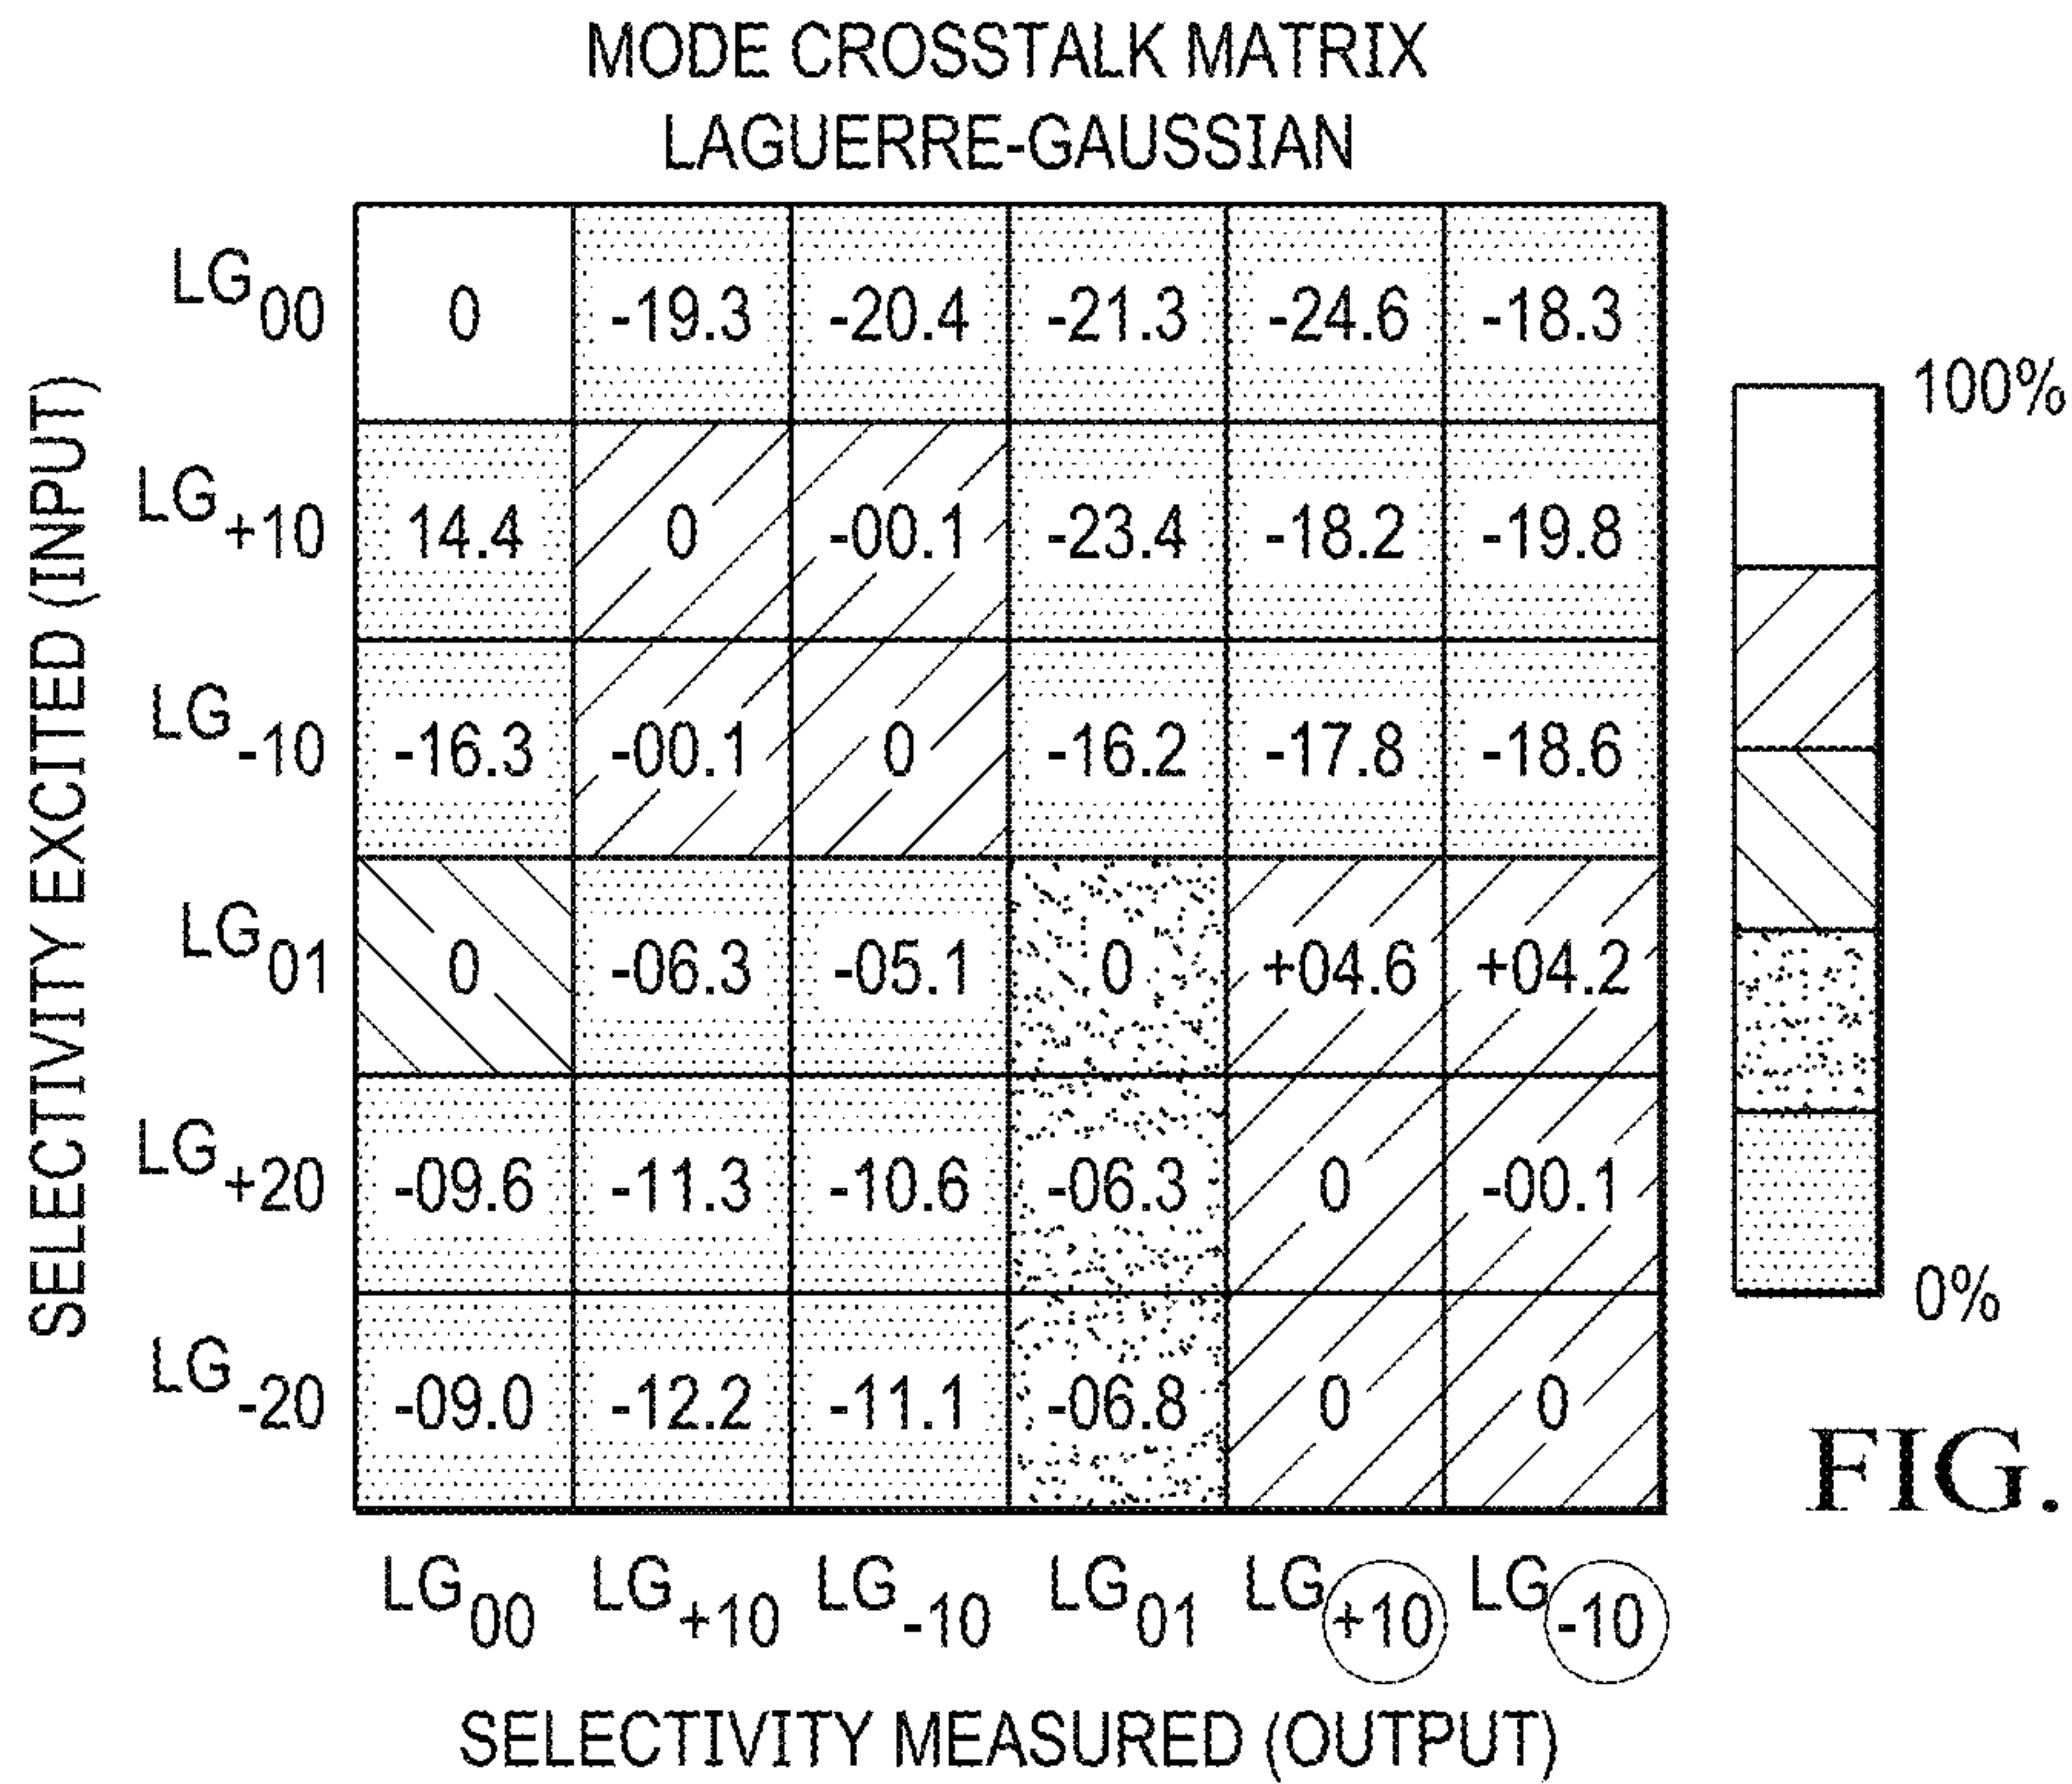 MODE CROSSTALK MATRIX
LAGUERRE-GAUSSIAN
SELECTIVITY EXCITED (INPUT)
LG00 0 -19.3 -20.4 -21.3 -24.6 -18.3
LG+10 14.4 0 -00.1 -23.4 -18.2 -19.8
LG-10 -16.3 -00.1 0 -16.2 -17.8 -18.6
LG01 0 -06.3 -05.1 0 +04.6 +04.2
LG+20 -09.6 -11.3 -10.6 -06.3 0 -00.1
LG-20 -09.0 -12.2 -11.1 -06.8 0 0
LG00 LG+10 LG-10 LG01 LG+10 LG-10
SELECTIVITY MEASURED (OUTPUT)
100%
0%
FIG.